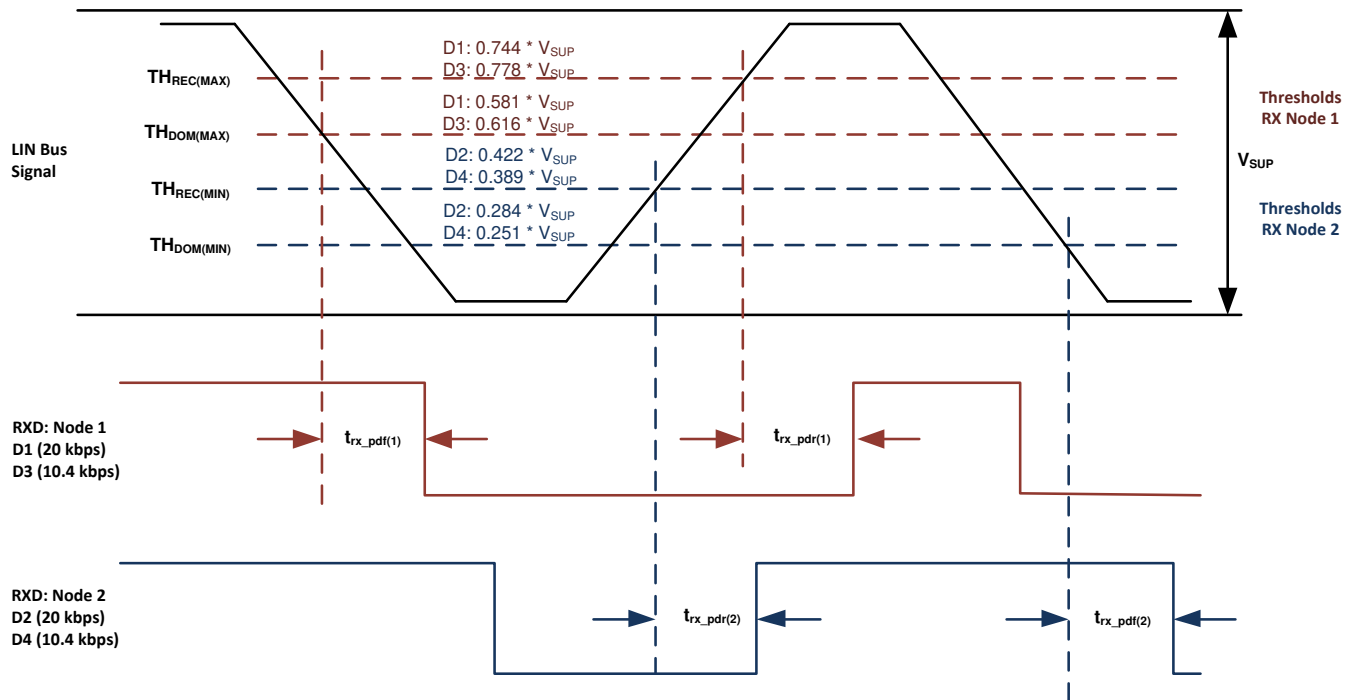 D1: 0.744 * VSUP
THREC(MAX)
D3: 0.778 * VSUP
D1: 0.581 * VSUP
THDOM(MAX)
D3: 0.616 * VSUP
Thresholds
RX Node 1
LIN Bus
Signal
D2: 0.422 * VSUP
THREC(MIN)
D4: 0.389 * VSUP
VSUP
D2: 0.284 * VSUP
THDOM(MIN)
D4: 0.251 * VSUP
Thresholds
RX Node 2
RXD: Node 1
D1 (20 kbps)
D3 (10.4 kbps)
trx_pdf(1)
trx_pdr(1)
RXD: Node 2
D2 (20 kbps)
D4 (10.4 kbps)
trx_pdr(2)
trx_pdf(2)